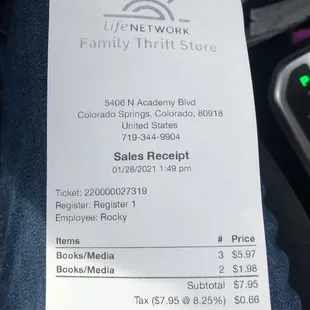 LifeNETWORK
Family Thrift Store
5406 N Academy Blvd
Colorado Springs, Colorado, 80918
United States
719-344-9904
Sales Receipt
01/28/2021 1:49 pm
Ticket: 220000027319
Register: Register 1
Employee: Rocky
Items # Price
Books/Media 3 $5.97
Books/Media 2 $1.98
Subtotal $7.95
Tax ($7.95 @ 8.25%) $0.66